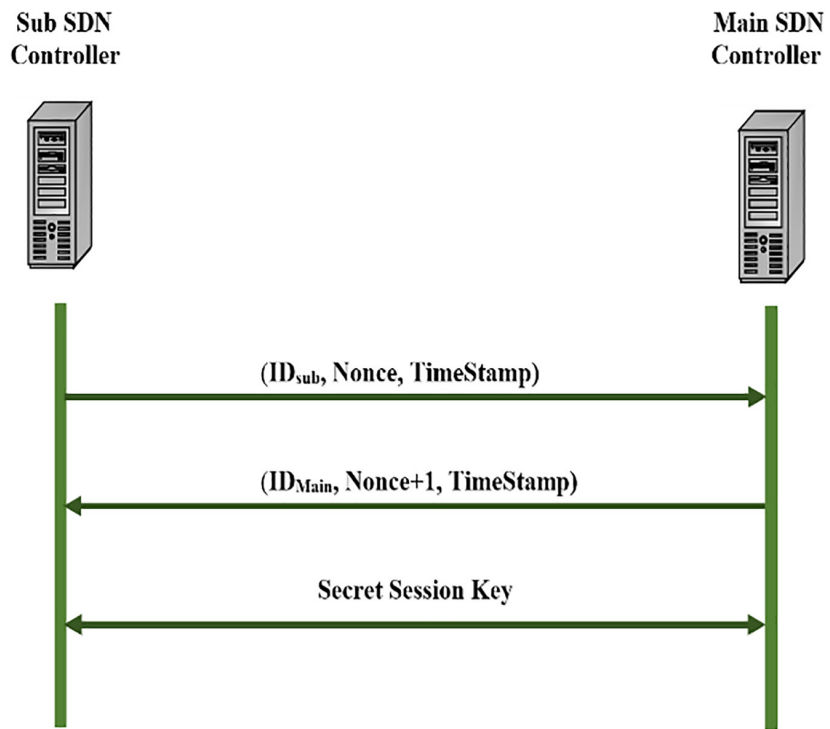 Sub SDN
Controller
Main SDN
Controller
(IDsub, Nonce, TimeStamp)
(IDMain, Nonce+1, TimeStamp)
Secret Session Key